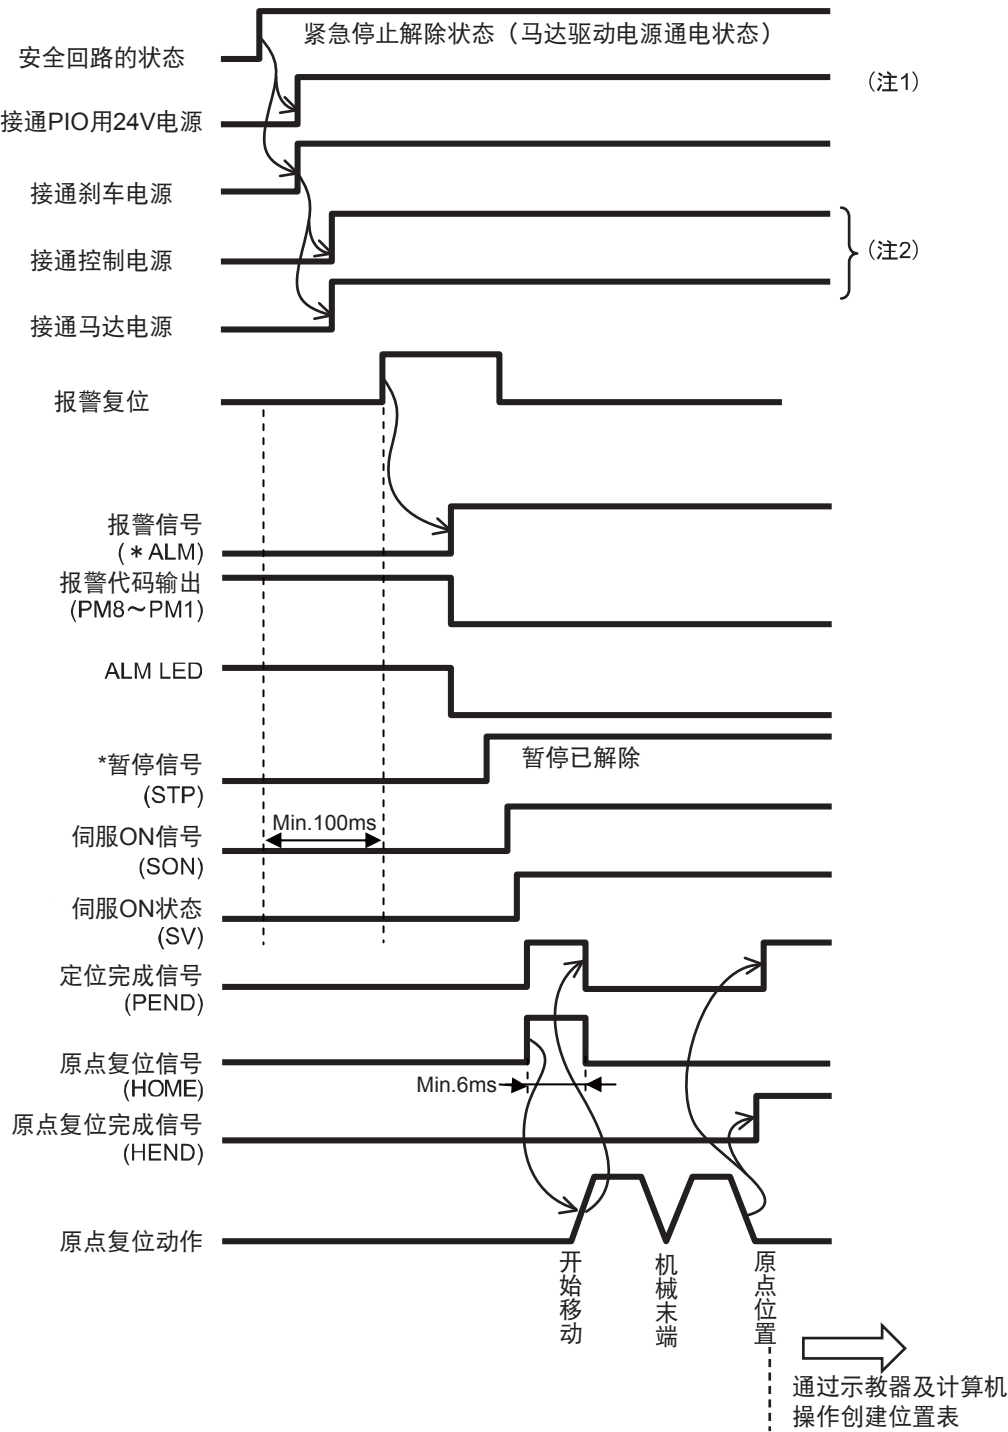 紧急停止解除状态（马达驱动电源通电状态）
安全回路的状态
（注1）
接通PIO用24V电源
接通刹车电源
接通控制电源
（注2）
接通马达电源
报警复位
报警信号
(＊ALM)
报警代码输出
(PM8～PM1)
ALM LED
*暂停信号
(STP)
暂停已解除
伺服ON信号
(SON)
Min.100ms
伺服ON状态
(SV)
定位完成信号
(PEND)
原点复位信号
(HOME)
Min.6ms
原点复位完成信号
(HEND)
原点复位动作
开始移动
机械末端
原点位置
通过示教器及计算机
操作创建位置表